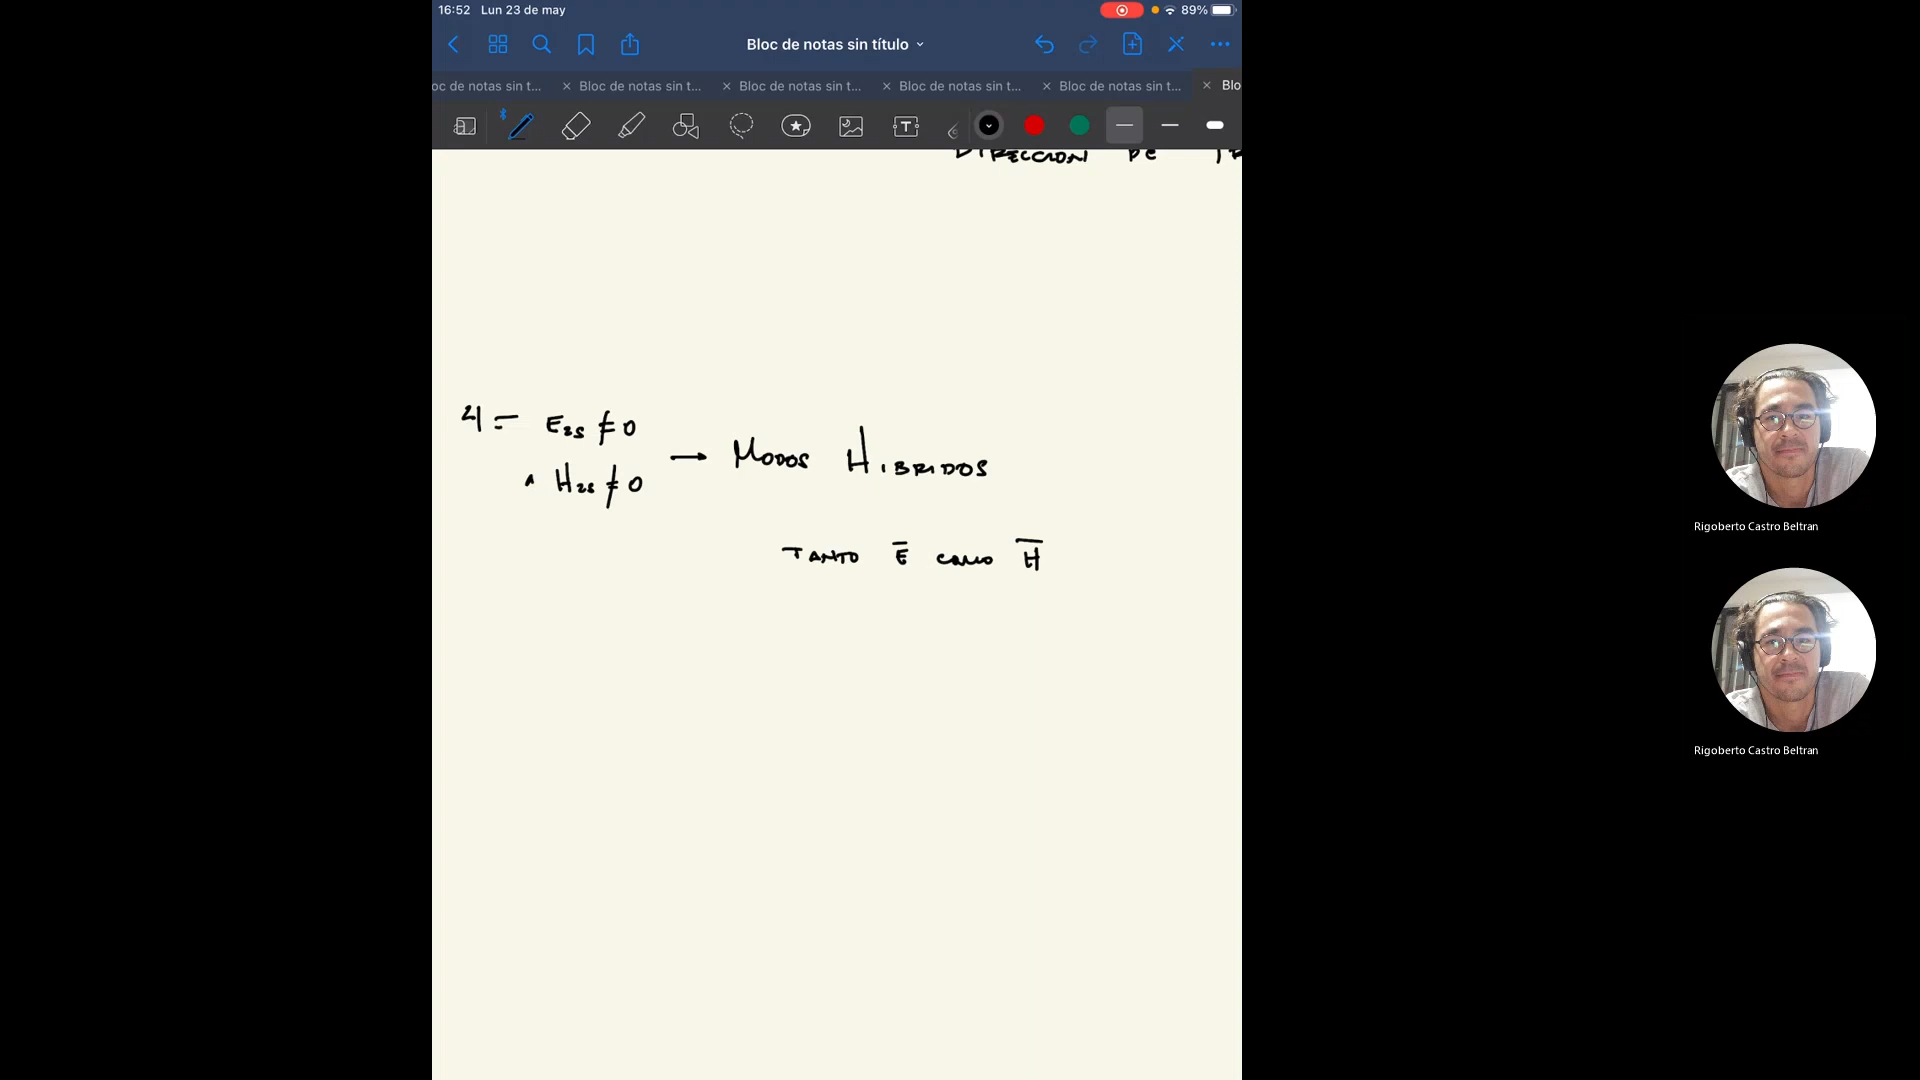 16:52 Lun 23 de may 89%
Bloc de notas sin título
oc de notas sin t... Bloc de notas sin t... Bloc de notas sin t... Bloc de notas sin t... Bloc de notas sin t... Blo
DIRECCION DE
4- Ezs ≠ 0
∧ Hzs ≠ 0 → MODOS HIBRIDOS
TANTO E̅ como H̅
Rigoberto Castro Beltran
Rigoberto Castro Beltran